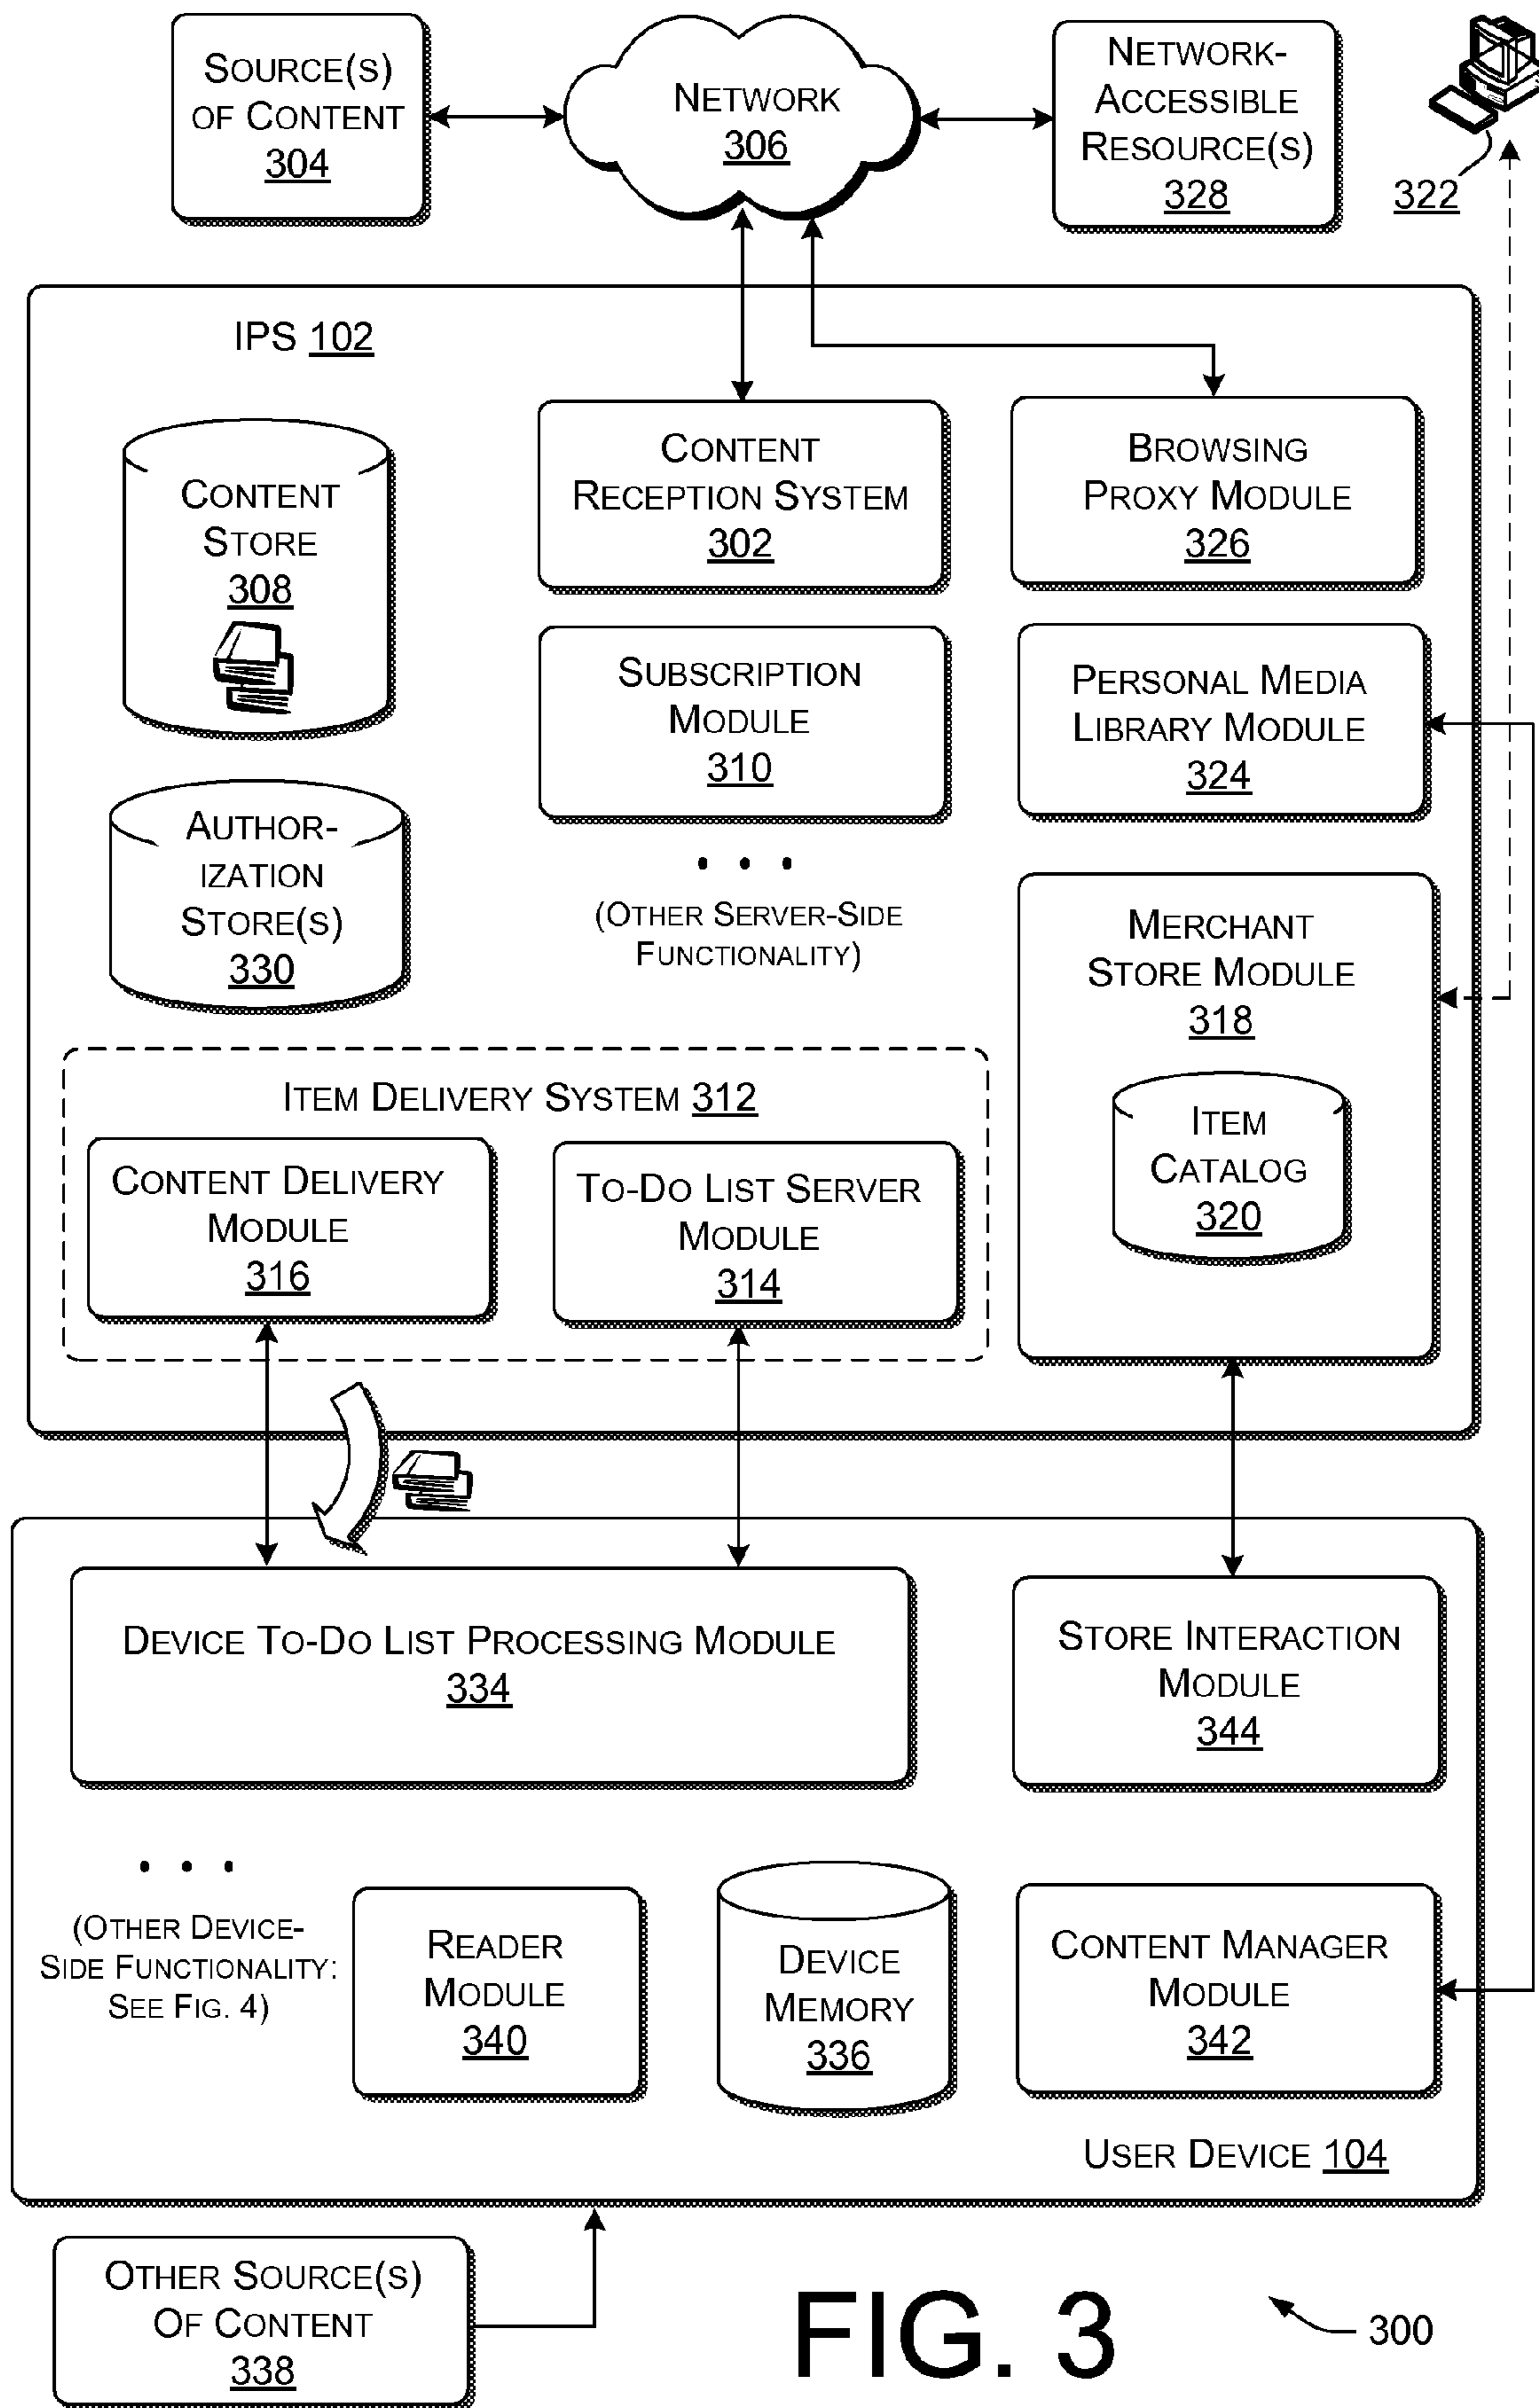 SOURCE(S)
OF CONTENT
304
NETWORK
306
NETWORK-
ACCESSIBLE
RESOURCE(S)
328
322
IPS 102
CONTENT
STORE
308
CONTENT
RECEPTION SYSTEM
302
BROWSING
PROXY MODULE
326
SUBSCRIPTION
MODULE
310
PERSONAL MEDIA
LIBRARY MODULE
324
AUTHOR-
IZATION
STORE(S)
330
. . .
(OTHER SERVER-SIDE
FUNCTIONALITY)
MERCHANT
STORE MODULE
318
ITEM
CATALOG
320
ITEM DELIVERY SYSTEM 312
CONTENT DELIVERY
MODULE
316
TO-DO LIST SERVER
MODULE
314
DEVICE TO-DO LIST PROCESSING MODULE
334
STORE INTERACTION
MODULE
344
. . .
(OTHER DEVICE-
SIDE FUNCTIONALITY:
SEE FIG. 4)
READER
MODULE
340
DEVICE
MEMORY
336
CONTENT MANAGER
MODULE
342
USER DEVICE 104
OTHER SOURCE(S)
OF CONTENT
338
FIG. 3
300